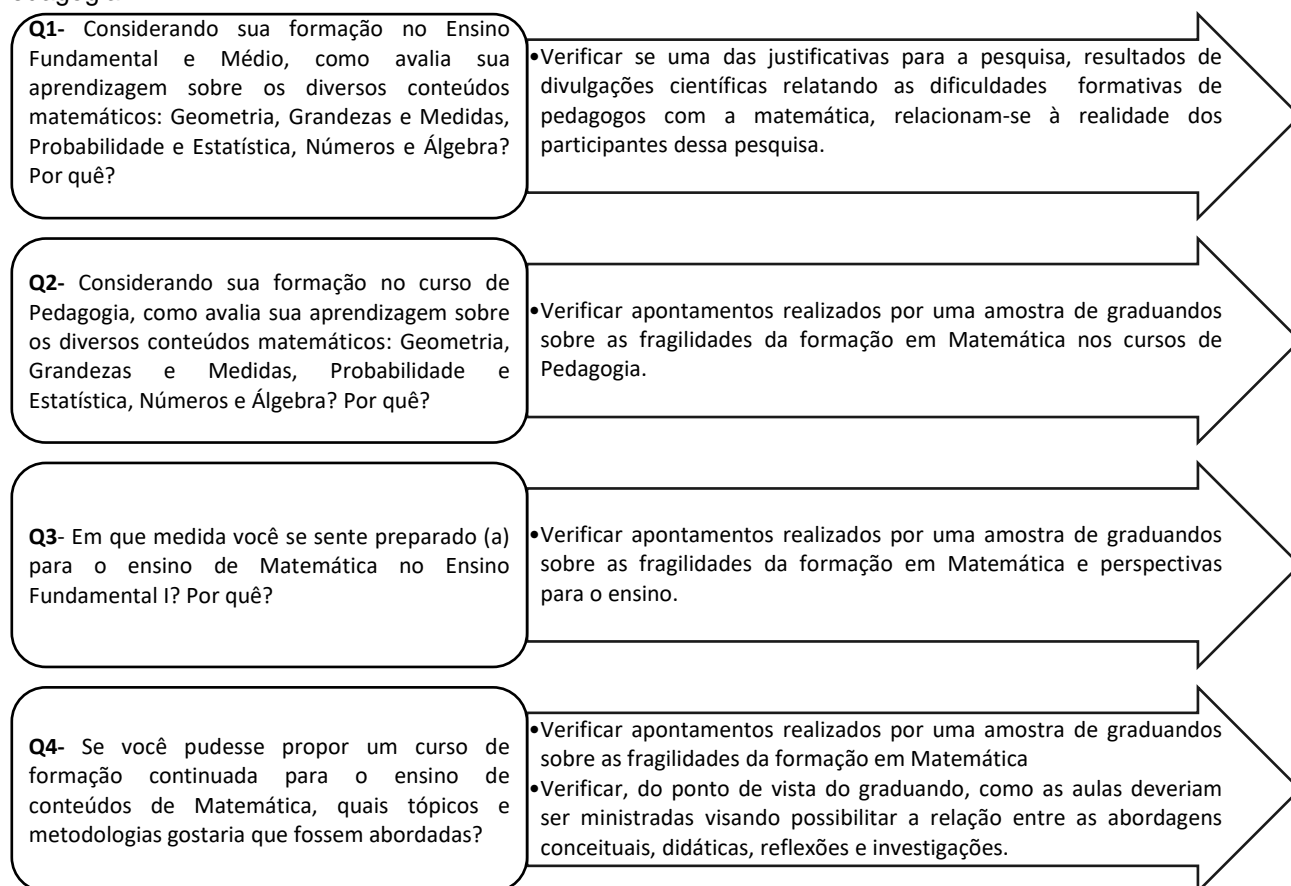 Q1- Considerando sua formação no Ensino
Fundamental e Médio, como avalia sua
aprendizagem sobre os diversos conteúdos
matemáticos: Geometria, Grandezas e Medidas,
Probabilidade e Estatística, Números e Álgebra?
Por quê?
•Verificar se uma das justificativas para a pesquisa, resultados de
divulgações científicas relatando as dificuldades formativas de
pedagogos com a matemática, relacionam-se à realidade dos
participantes dessa pesquisa.
Q2- Considerando sua formação no curso de
Pedagogia, como avalia sua aprendizagem sobre
os diversos conteúdos matemáticos: Geometria,
Grandezas e Medidas, Probabilidade e
Estatística, Números e Álgebra? Por quê?
•Verificar apontamentos realizados por uma amostra de graduandos
sobre as fragilidades da formação em Matemática nos cursos de
Pedagogia.
Q3- Em que medida você se sente preparado (a)
para o ensino de Matemática no Ensino
Fundamental I? Por quê?
•Verificar apontamentos realizados por uma amostra de graduandos
sobre as fragilidades da formação em Matemática e perspectivas
para o ensino.
Q4- Se você pudesse propor um curso de
formação continuada para o ensino de
conteúdos de Matemática, quais tópicos e
metodologias gostaria que fossem abordadas?
•Verificar apontamentos realizados por uma amostra de graduandos
sobre as fragilidades da formação em Matemática
•Verificar, do ponto de vista do graduando, como as aulas deveriam
ser ministradas visando possibilitar a relação entre as abordagens
conceituais, didáticas, reflexões e investigações.